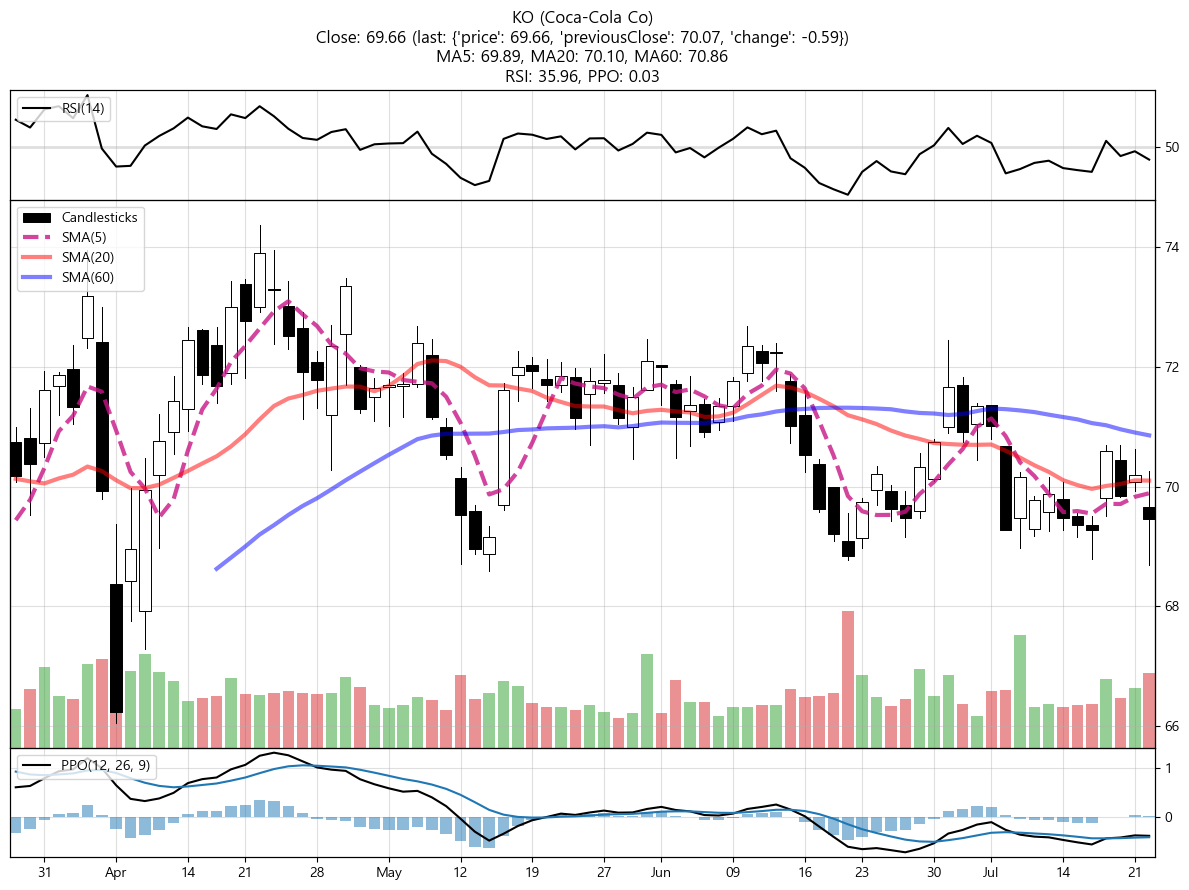 KO (Coca-Cola Co)
Close: 69.66 (last: {'price': 69.66, 'previousClose': 70.07, 'change': -0.59})
MA5: 69.89, MA20: 70.10, MA60: 70.86
RSI: 35.96, PPO: 0.03
RSI(14)
50
Candlesticks
SMA(5)
SMA(20)
SMA(60)
74
72
70
68
66
PPO(12, 26, 9)
1
0
31 Apr 14 21 28 May 12 19 27 Jun 09 16 23 30 Jul 14 21